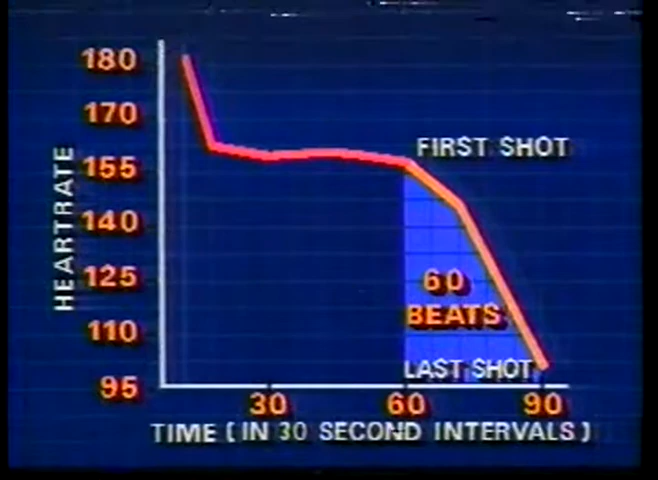 180
170
155
140
125
110
95
HEARTRATE
FIRST SHOT
60
BEATS
LAST SHOT
30 60 90
TIME (IN 30 SECOND INTERVALS)